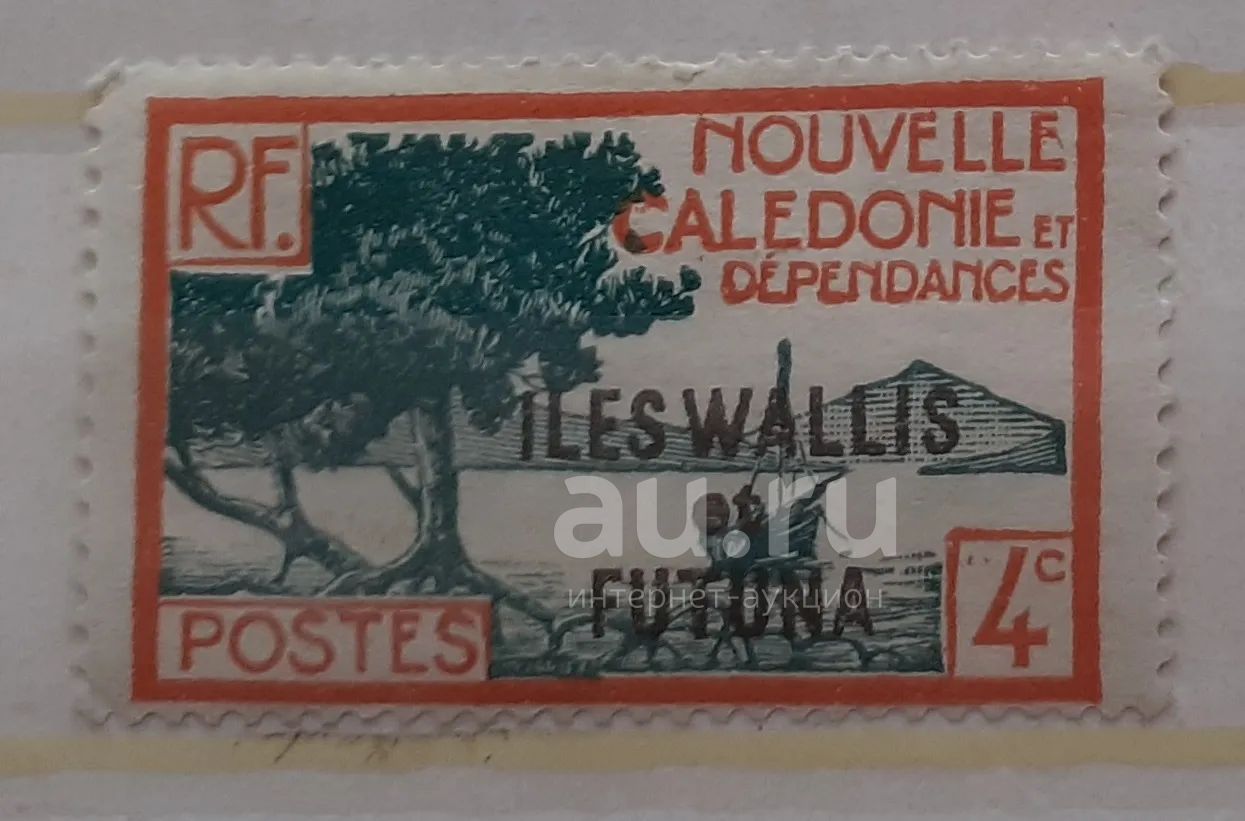 RF.
NOUVELLE
CALEDONIE ET
DÉPENDANCES
ILES WALLIS
et
FUTUNA
POSTES
4c
au.ru
интернет-аукцион